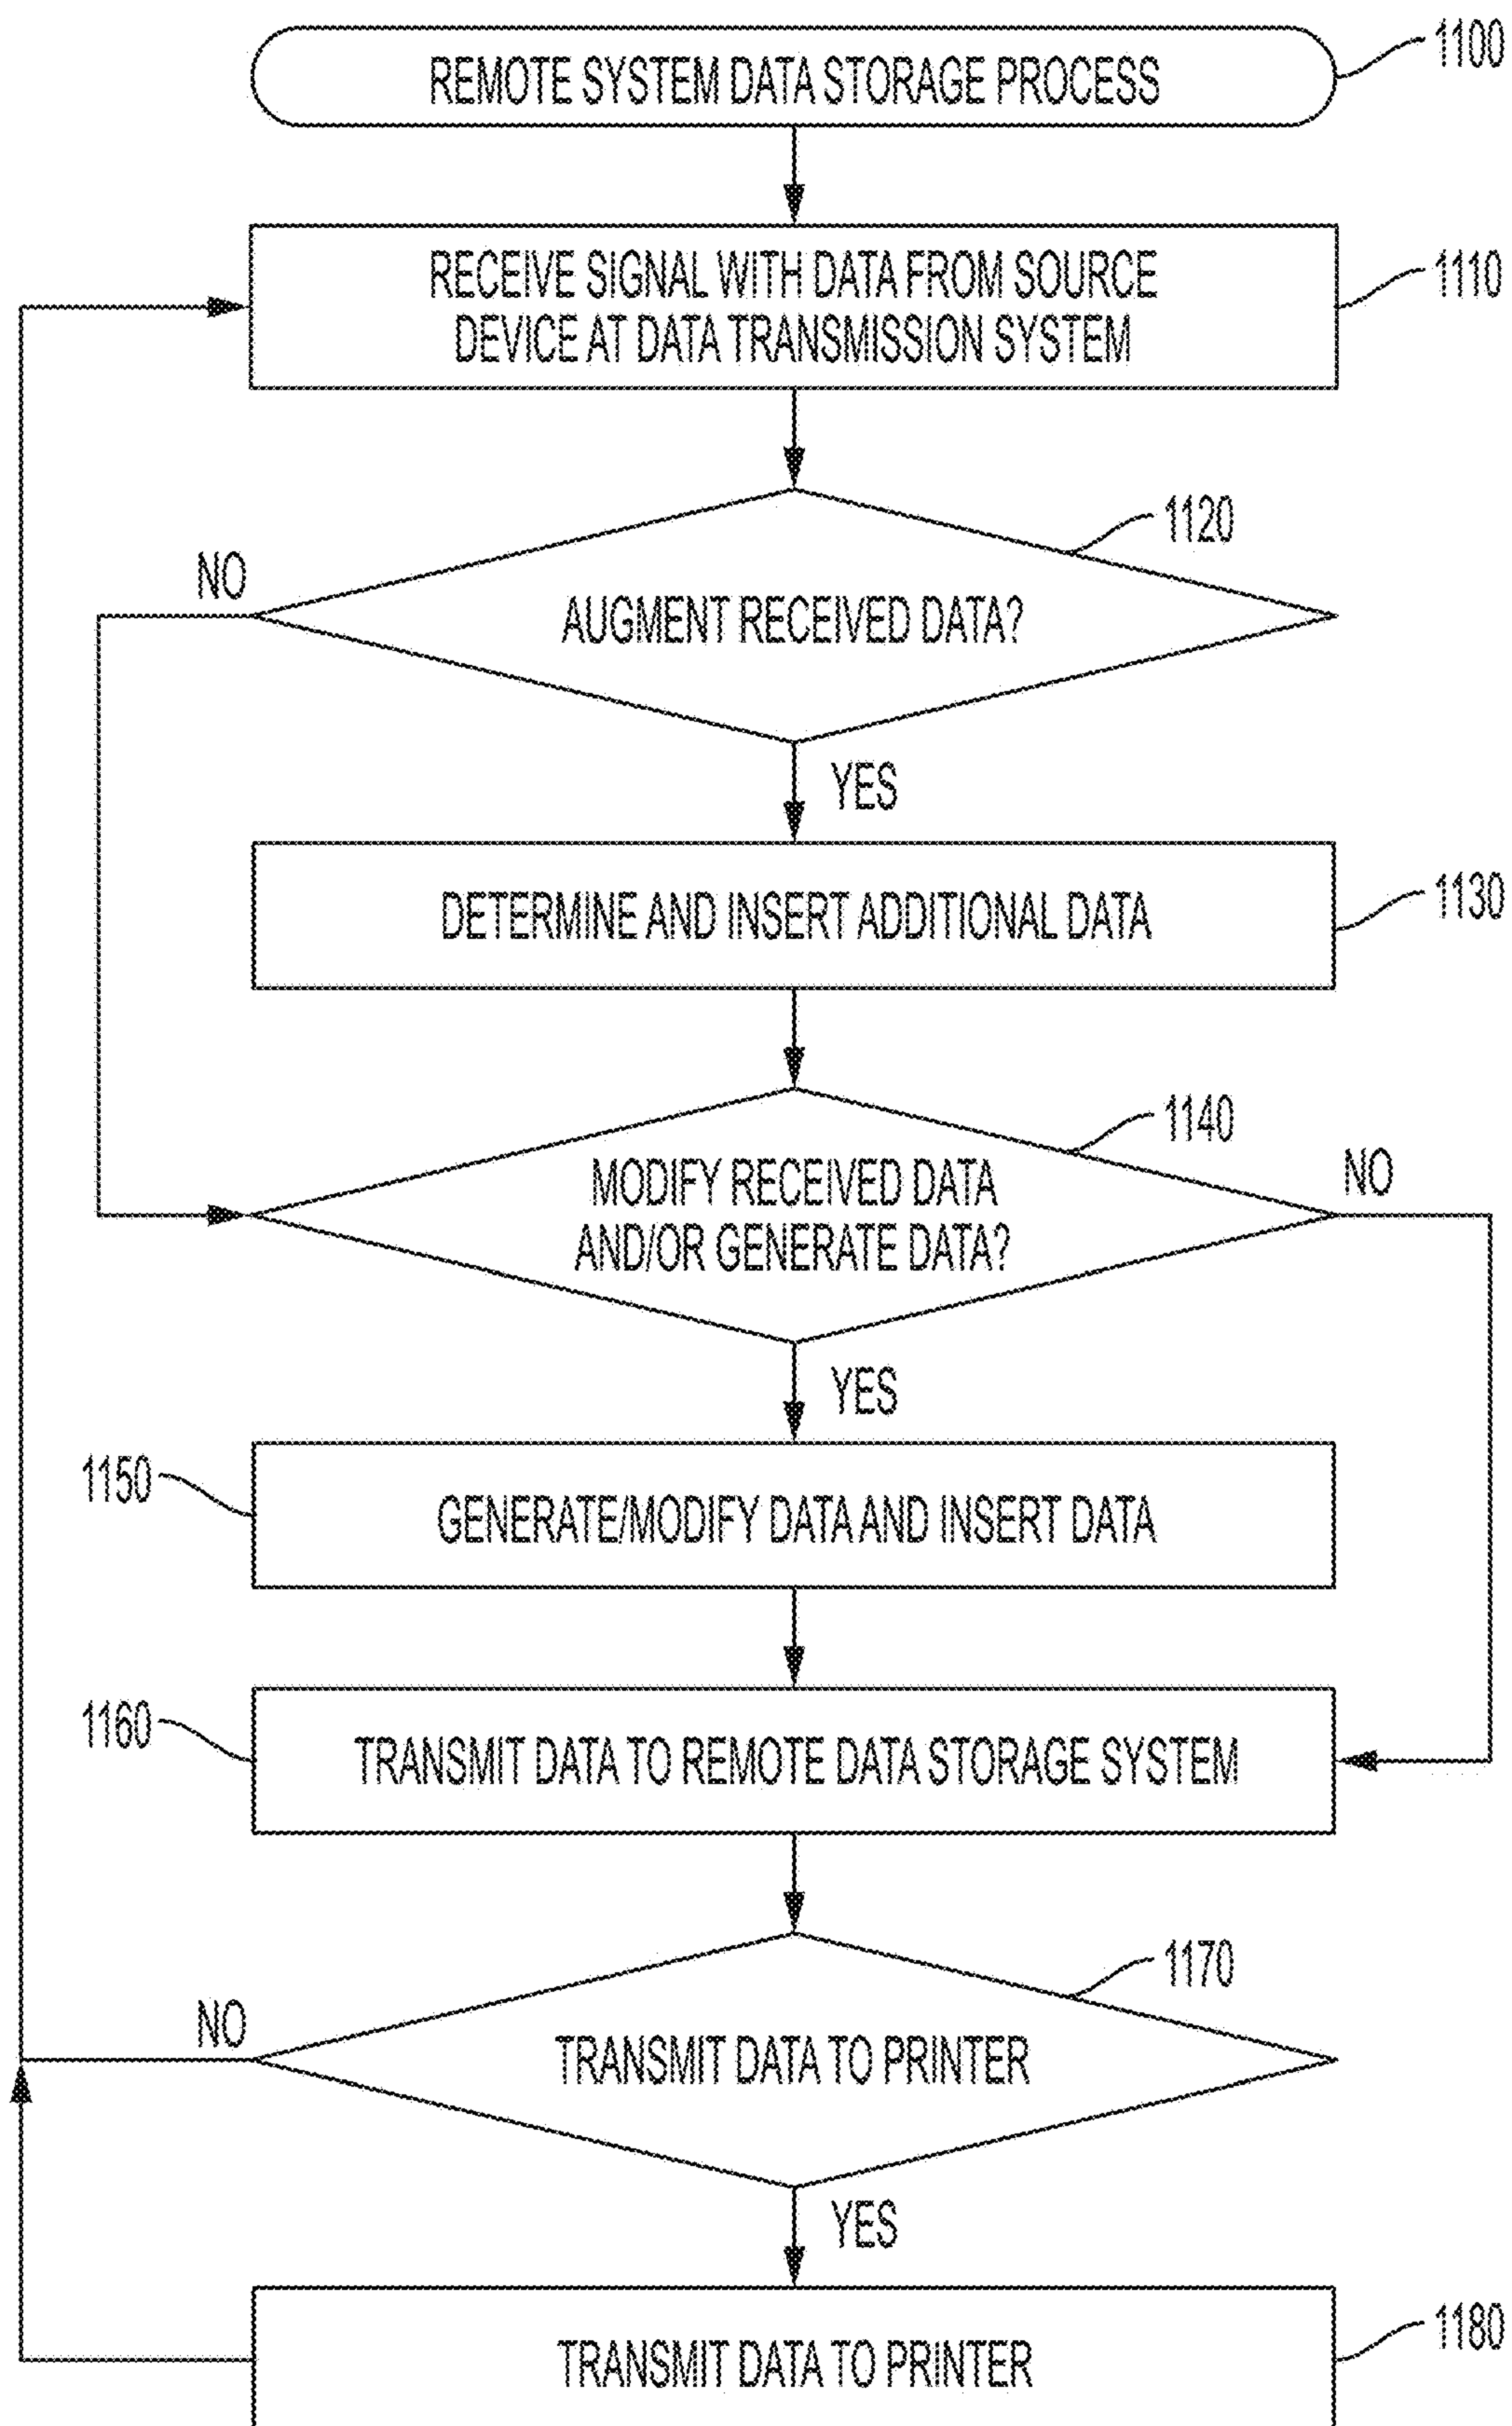 REMOTE SYSTEM DATA STORAGE PROCESS
1100
RECEIVE SIGNAL WITH DATA FROM SOURCE
DEVICE AT DATA TRANSMISSION SYSTEM
1110
1120
NO
AUGMENT RECEIVED DATA?
YES
DETERMINE AND INSERT ADDITIONAL DATA
1130
1140
MODIFY RECEIVED DATA
AND/OR GENERATE DATA?
NO
YES
1150
GENERATE/MODIFY DATA AND INSERT DATA
1160
TRANSMIT DATA TO REMOTE DATA STORAGE SYSTEM
1170
NO
TRANSMIT DATA TO PRINTER
YES
TRANSMIT DATA TO PRINTER
1180